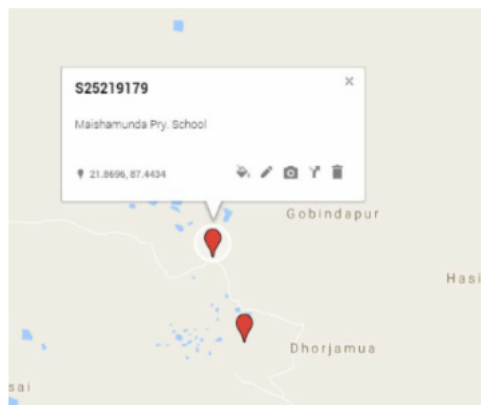 S25219179
Maishamunda Pry. School
21.8696, 87.4434
Gobindapur
Hasi
Dhorjamua
sai